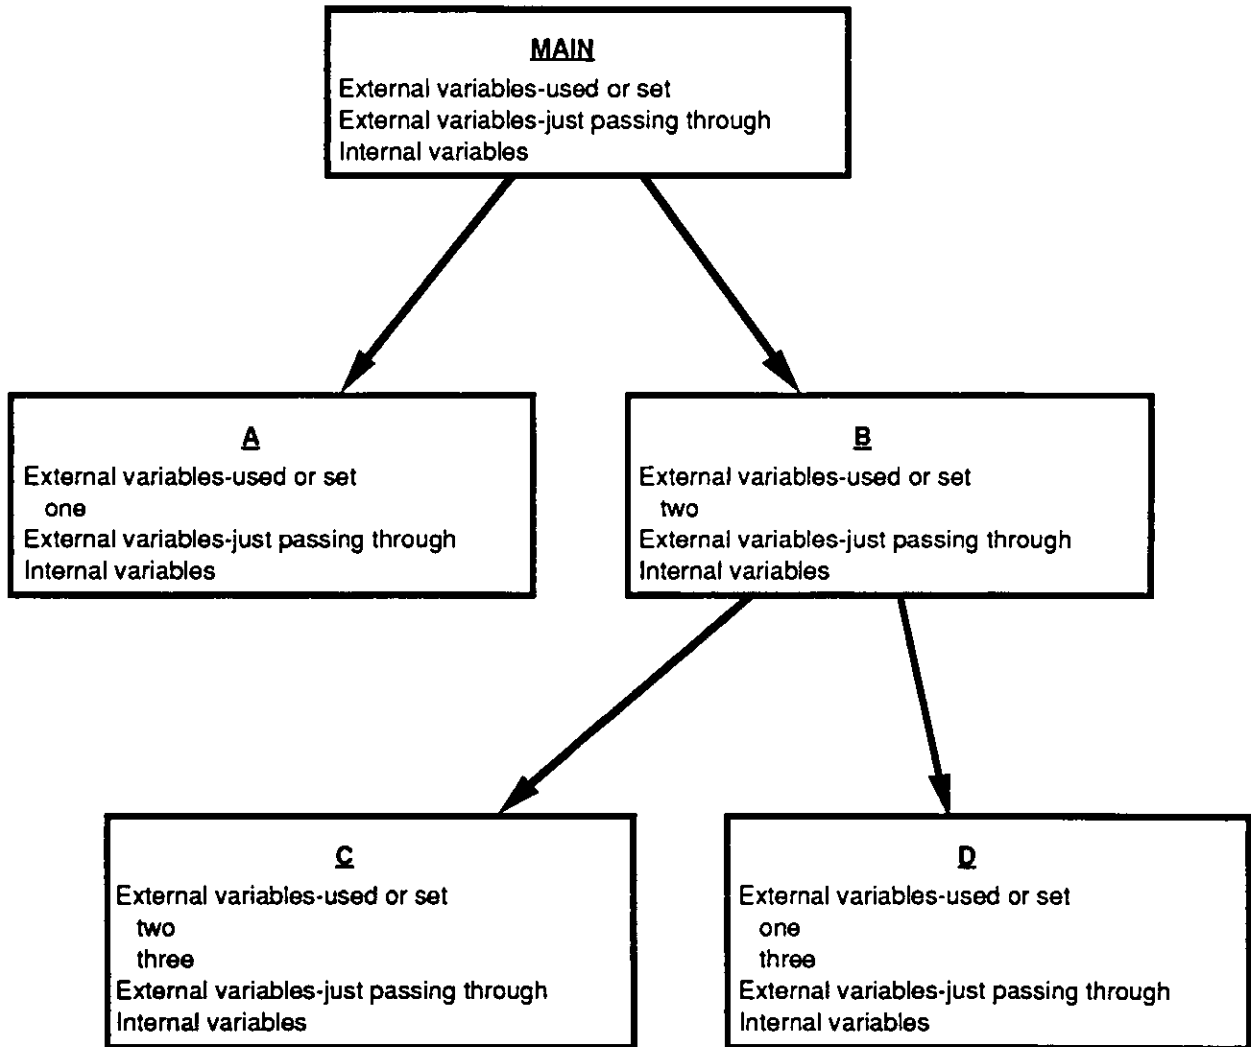 MAIN
External variables-used or set
External variables-just passing through
Internal variables
A
External variables-used or set
one
External variables-just passing through
Internal variables
B
External variables-used or set
two
External variables-just passing through
Internal variables
C
External variables-used or set
two
three
External variables-just passing through
Internal variables
D
External variables-used or set
one
three
External variables-just passing through
Internal variables